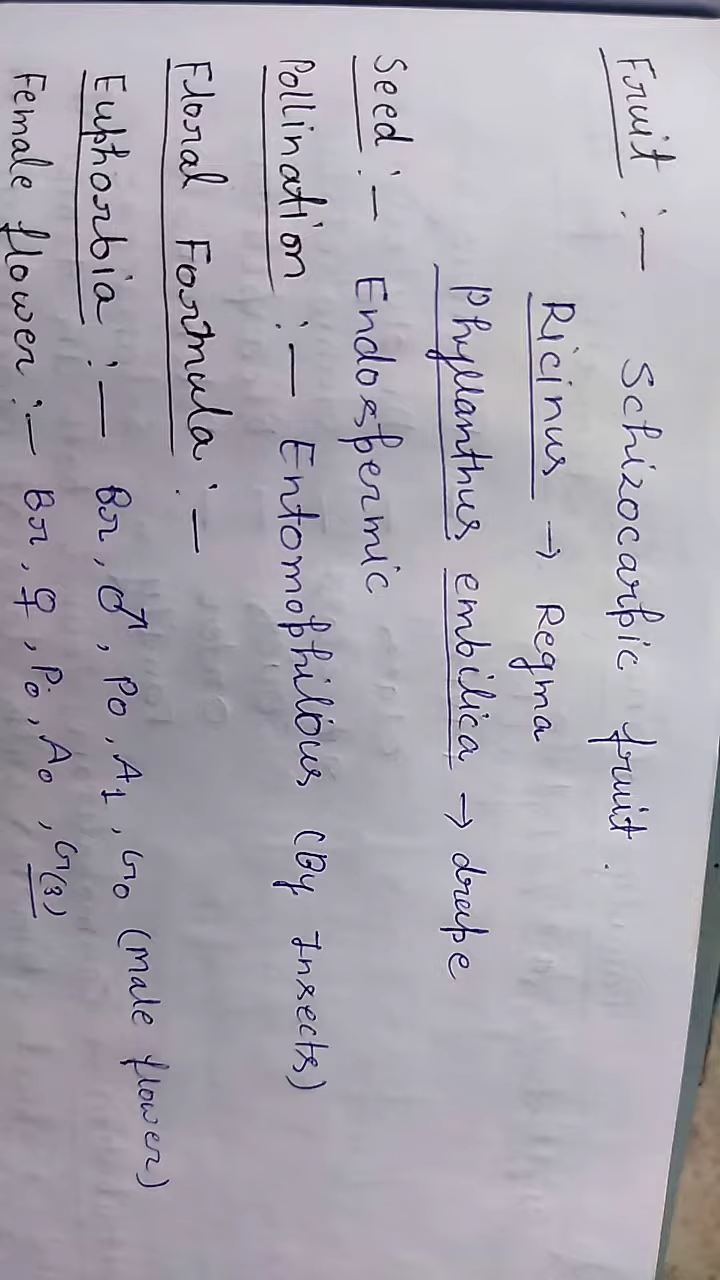 Fruit :- Schizocarpic fruit.
Ricinus → Regma
Phyllanthus embilica → drupe
Seed :- Endospermic
Pollination :- Entomophilous (By Insects)
Floral Formula :-
Euphorbia :- Br, ♂, P0, A1, G0 (male flower)
Female flower :- Br, ♀, P0, A0, G(3)